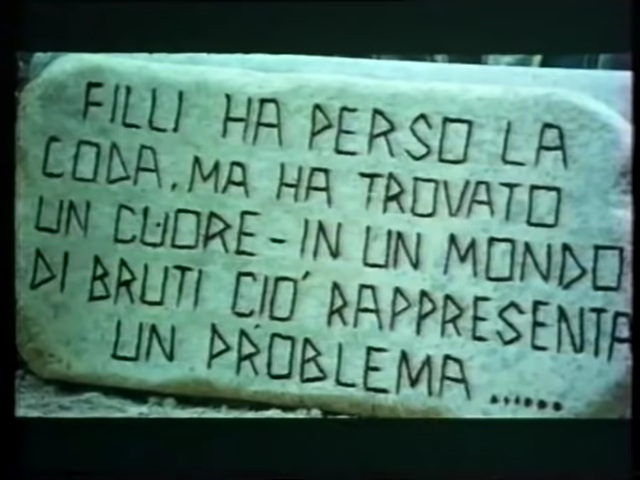 FILLI HA PERSO LA
CODA, MA HA TROVATO
UN CUORE - IN UN MONDO
DI BRUTI CIO' RAPPRESENTA
UN PROBLEMA .......